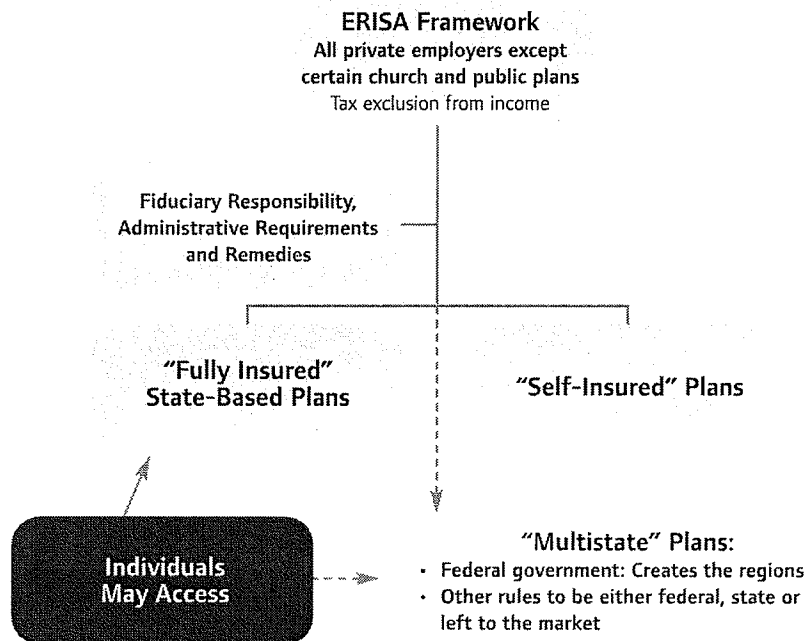 ERISA Framework
All private employers except
certain church and public plans
Tax exclusion from income
Fiduciary Responsibility,
Administrative Requirements
and Remedies
“Fully Insured”
State-Based Plans
“Self-Insured” Plans
Individuals
May Access
“Multistate” Plans:
• Federal government: Creates the regions
• Other rules to be either federal, state or
left to the market